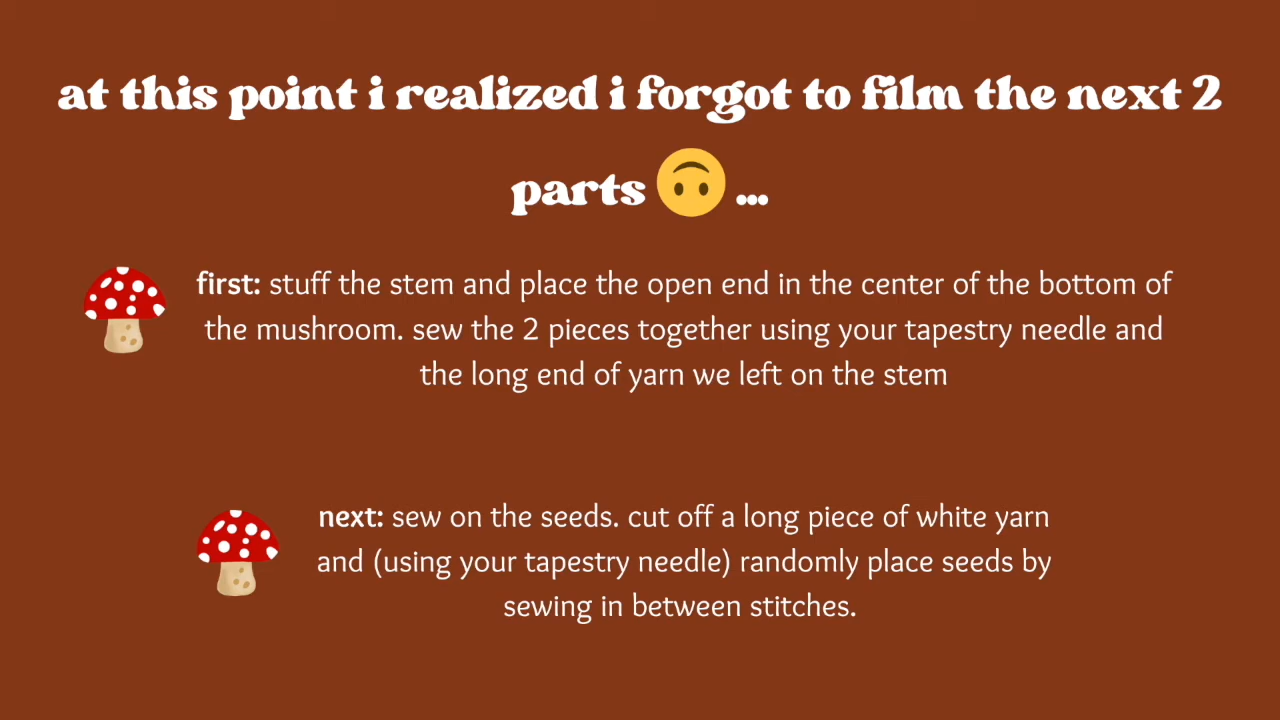 at this point i realized i forgot to film the next 2
parts 🙃 ...
first: stuff the stem and place the open end in the center of the bottom of
the mushroom. sew the 2 pieces together using your tapestry needle and
the long end of yarn we left on the stem
next: sew on the seeds. cut off a long piece of white yarn
and (using your tapestry needle) randomly place seeds by
sewing in between stitches.